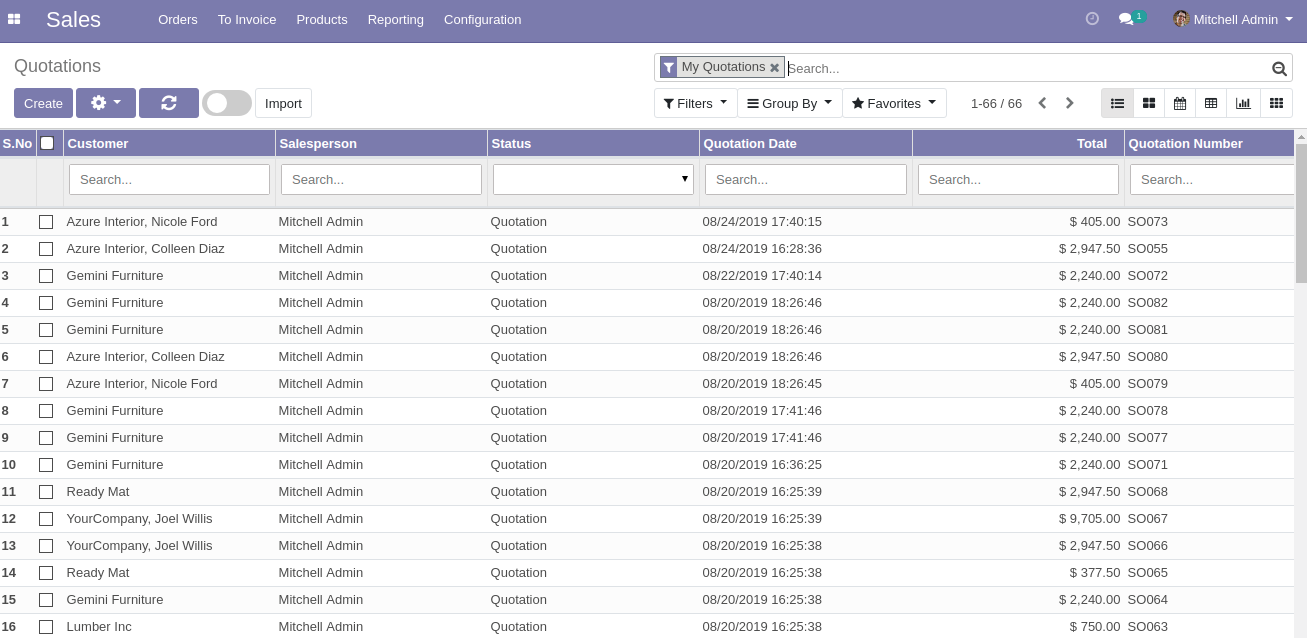 Sales Orders To Invoice Products Reporting Configuration 1 Mitchell Admin
Quotations My Quotations Search...
Create Import Filters Group By Favorites 1-66 / 66
S.No Customer Salesperson Status Quotation Date Total Quotation Number
Search... Search... Search... Search... Search...
1 Azure Interior, Nicole Ford Mitchell Admin Quotation 08/24/2019 17:40:15 $ 405.00 SO073
2 Azure Interior, Colleen Diaz Mitchell Admin Quotation 08/24/2019 16:28:36 $ 2,947.50 SO055
3 Gemini Furniture Mitchell Admin Quotation 08/22/2019 17:40:14 $ 2,240.00 SO072
4 Gemini Furniture Mitchell Admin Quotation 08/20/2019 18:26:46 $ 2,240.00 SO082
5 Gemini Furniture Mitchell Admin Quotation 08/20/2019 18:26:46 $ 2,240.00 SO081
6 Azure Interior, Colleen Diaz Mitchell Admin Quotation 08/20/2019 18:26:46 $ 2,947.50 SO080
7 Azure Interior, Nicole Ford Mitchell Admin Quotation 08/20/2019 18:26:45 $ 405.00 SO079
8 Gemini Furniture Mitchell Admin Quotation 08/20/2019 17:41:46 $ 2,240.00 SO078
9 Gemini Furniture Mitchell Admin Quotation 08/20/2019 17:41:46 $ 2,240.00 SO077
10 Gemini Furniture Mitchell Admin Quotation 08/20/2019 16:36:25 $ 2,240.00 SO071
11 Ready Mat Mitchell Admin Quotation 08/20/2019 16:25:39 $ 2,947.50 SO068
12 YourCompany, Joel Willis Mitchell Admin Quotation 08/20/2019 16:25:39 $ 9,705.00 SO067
13 YourCompany, Joel Willis Mitchell Admin Quotation 08/20/2019 16:25:38 $ 2,947.50 SO066
14 Ready Mat Mitchell Admin Quotation 08/20/2019 16:25:38 $ 377.50 SO065
15 Gemini Furniture Mitchell Admin Quotation 08/20/2019 16:25:38 $ 2,240.00 SO064
16 Lumber Inc Mitchell Admin Quotation 08/20/2019 16:25:38 $ 750.00 SO063